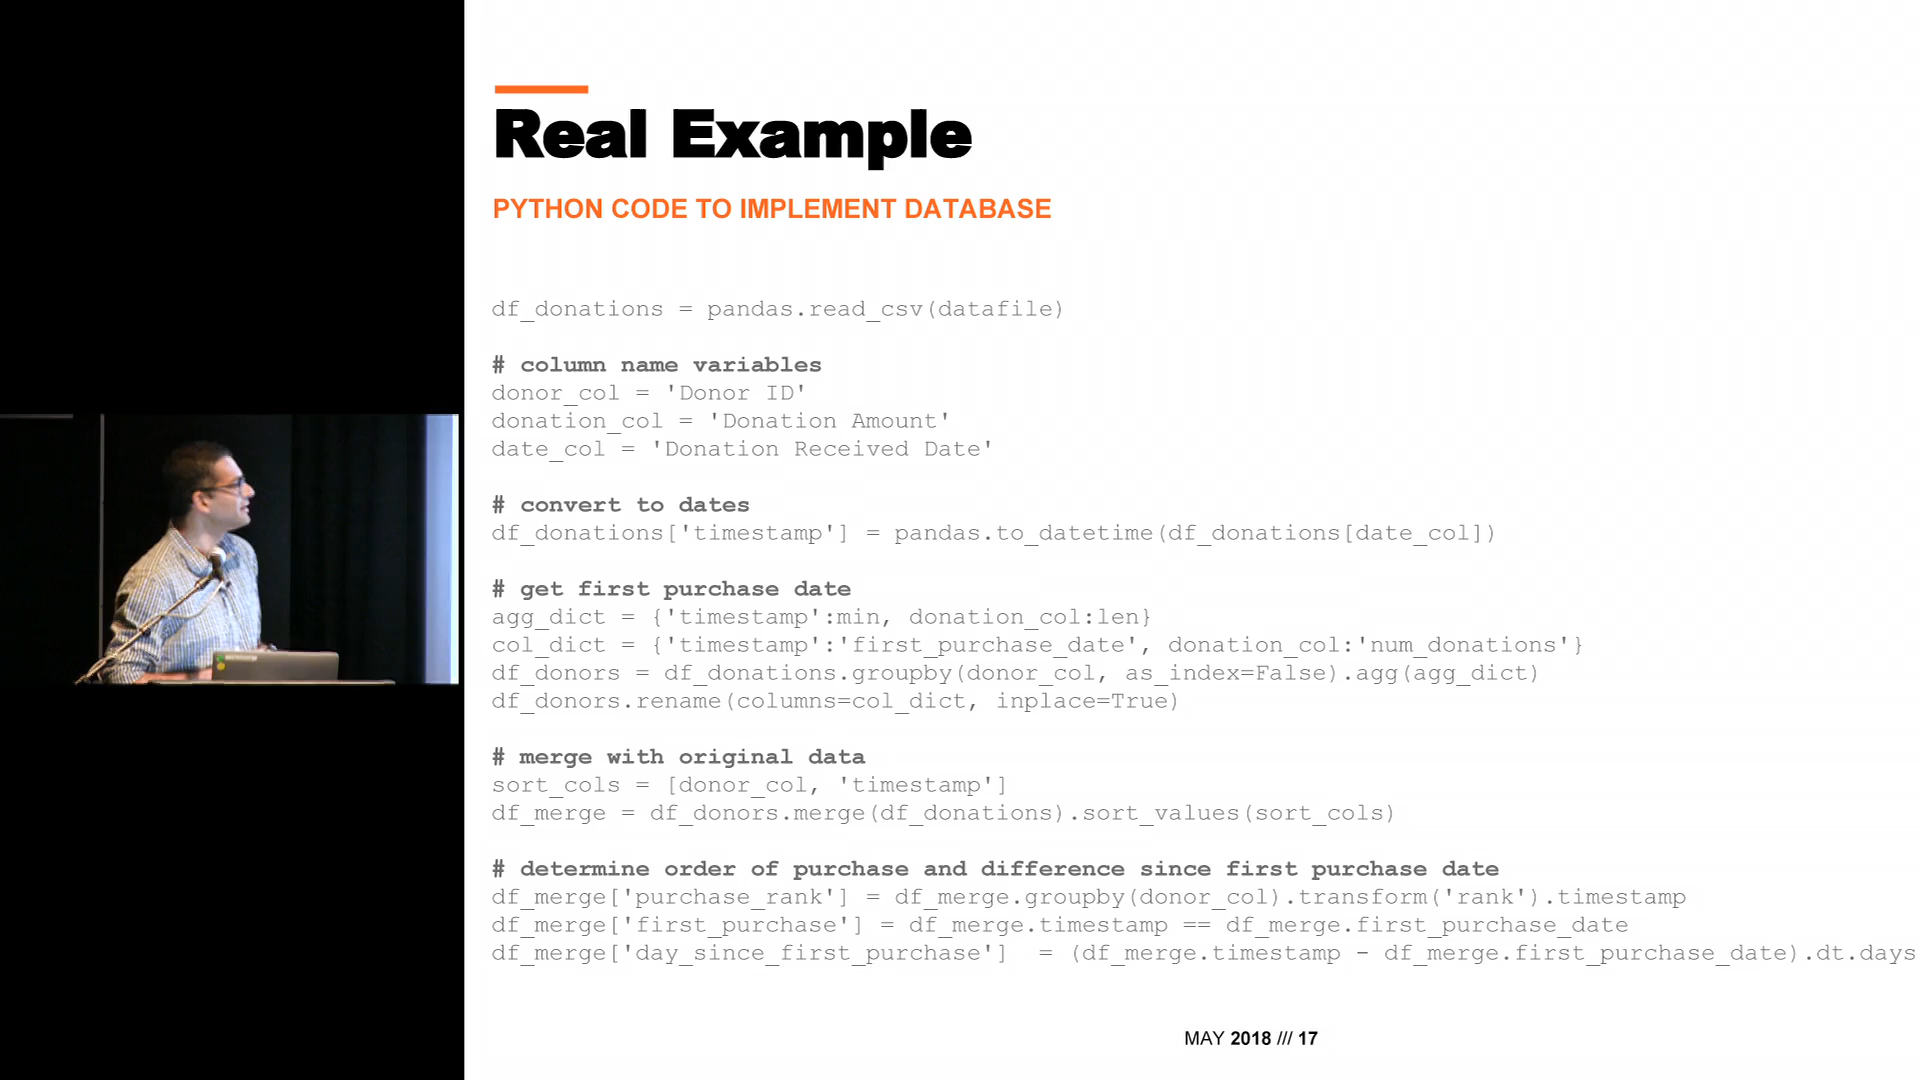 Real Example
PYTHON CODE TO IMPLEMENT DATABASE
df_donations = pandas.read_csv(datafile)
# column name variables
donor_col = 'Donor ID'
donation_col = 'Donation Amount'
date_col = 'Donation Received Date'
# convert to dates
df_donations['timestamp'] = pandas.to_datetime(df_donations[date_col])
# get first purchase date
agg_dict = {'timestamp':min, donation_col:len}
col_dict = {'timestamp':'first_purchase_date', donation_col:'num_donations'}
df_donors = df_donations.groupby(donor_col, as_index=False).agg(agg_dict)
df_donors.rename(columns=col_dict, inplace=True)
# merge with original data
sort_cols = [donor_col, 'timestamp']
df_merge = df_donors.merge(df_donations).sort_values(sort_cols)
# determine order of purchase and difference since first purchase date
df_merge['purchase_rank'] = df_merge.groupby(donor_col).transform('rank').timestamp
df_merge['first_purchase'] = df_merge.timestamp == df_merge.first_purchase_date
df_merge['day_since_first_purchase']  = (df_merge.timestamp - df_merge.first_purchase_date).dt.days
MAY 2018 /// 17